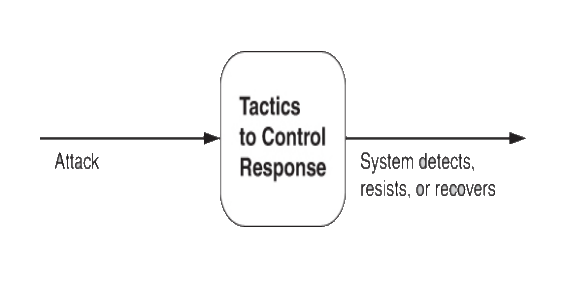 Attack
Tactics
to Control
Response
System detects,
resists, or recovers